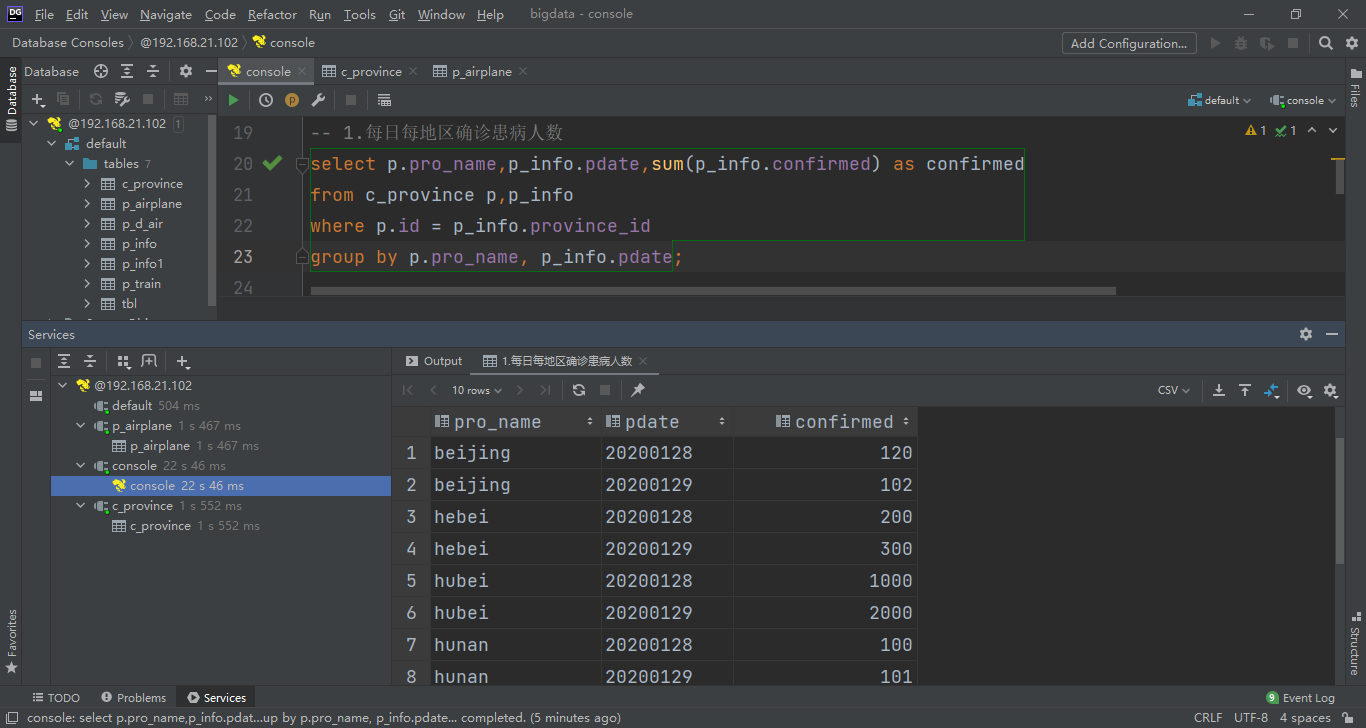 DG File Edit View Navigate Code Refactor Run Tools Git Window Help bigdata - console
Database Consoles @192.168.21.102 console Add Configuration...
Database
Database console c_province p_airplane
Files
default console
@192.168.21.102 1
default
tables 7
c_province
p_airplane
p_d_air
p_info
p_info1
p_train
tbl
19 -- 1.每日每地区确诊患病人数
1 1
20 select p.pro_name,p_info.pdate,sum(p_info.confirmed) as confirmed
21 from c_province p,p_info
22 where p.id = p_info.province_id
23 group by p.pro_name, p_info.pdate;
24
Services
@192.168.21.102
default 504 ms
p_airplane 1 s 467 ms
p_airplane 1 s 467 ms
console 22 s 46 ms
console 22 s 46 ms
c_province 1 s 552 ms
c_province 1 s 552 ms
Output 1.每日每地区确诊患病人数
10 rows CSV
pro_name pdate confirmed
1 beijing 20200128 120
2 beijing 20200129 102
3 hebei 20200128 200
4 hebei 20200129 300
5 hubei 20200128 1000
6 hubei 20200129 2000
7 hunan 20200128 100
8 hunan 20200129 101
Favorites
Structure
TODO Problems Services 9 Event Log
console: select p.pro_name,p_info.pdat...up by p.pro_name, p_info.pdate... completed. (5 minutes ago) CRLF UTF-8 4 spaces